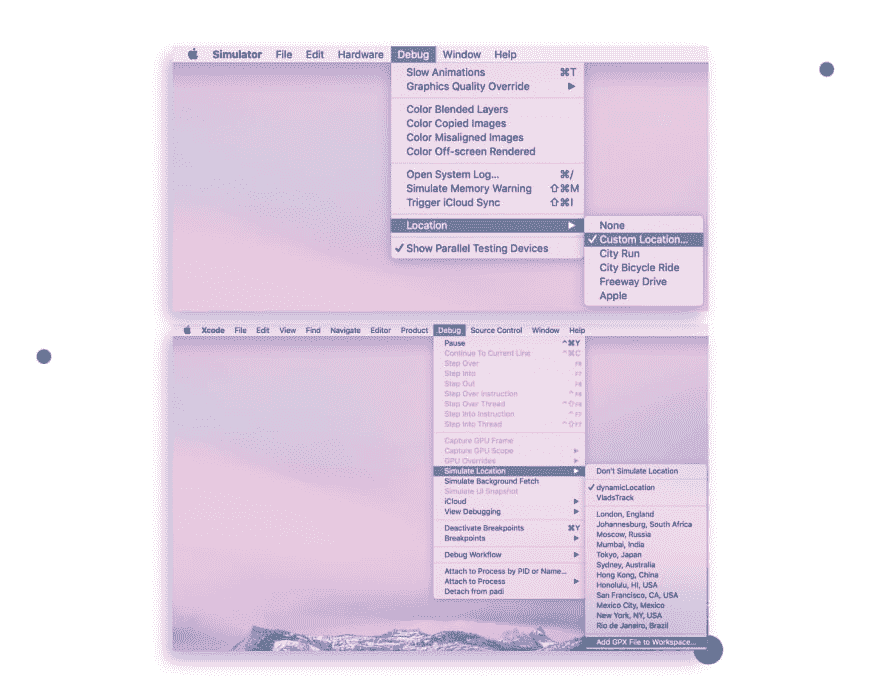 Simulator File Edit Hardware Debug Window Help
Slow Animations ⌘T
Graphics Quality Override ▶
Color Blended Layers
Color Copied Images
Color Misaligned Images
Color Off-screen Rendered
Open System Log... ⌘/
Simulate Memory Warning ⇧⌘M
Trigger iCloud Sync ⇧⌘I
Location ▶
✓ Show Parallel Testing Devices
None
✓ Custom Location...
City Run
City Bicycle Ride
Freeway Drive
Apple
Xcode File Edit View Find Navigate Editor Product Debug Source Control Window Help
Pause ^⌘Y
Continue To Current Line ^⌘C
Step Over F6
Step Into F7
Step Out F8
Step Over Instruction ^F6
Step Over Thread ^⇧F6
Step Into Instruction ^F7
Step Into Thread ^⇧F7
Capture GPU Frame
Capture GPU Scope ▶
GPU Overrides ▶
Simulate Location ▶
Simulate Background Fetch
Simulate UI Snapshot
iCloud ▶
View Debugging ▶
Deactivate Breakpoints ⌘Y
Breakpoints ▶
Debug Workflow ▶
Attach to Process by PID or Name...
Attach to Process ▶
Detach from padi
Don't Simulate Location
✓ dynamicLocation
VladsTrack
London, England
Johannesburg, South Africa
Moscow, Russia
Mumbai, India
Tokyo, Japan
Sydney, Australia
Hong Kong, China
Honolulu, HI, USA
San Francisco, CA, USA
Mexico City, Mexico
New York, NY, USA
Rio de Janeiro, Brazil
Add GPX File to Workspace...